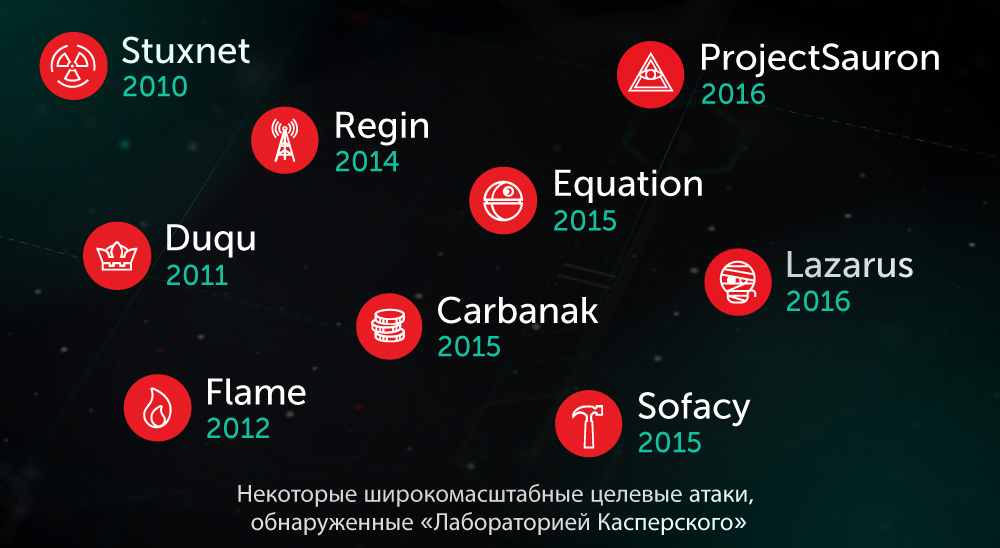 Stuxnet
2010
ProjectSauron
2016
Regin
2014
Equation
2015
Duqu
2011
Lazarus
2016
Carbanak
2015
Flame
2012
Sofacy
2015
Некоторые широкомасштабные целевые атаки,
обнаруженные «Лабораторией Касперского»